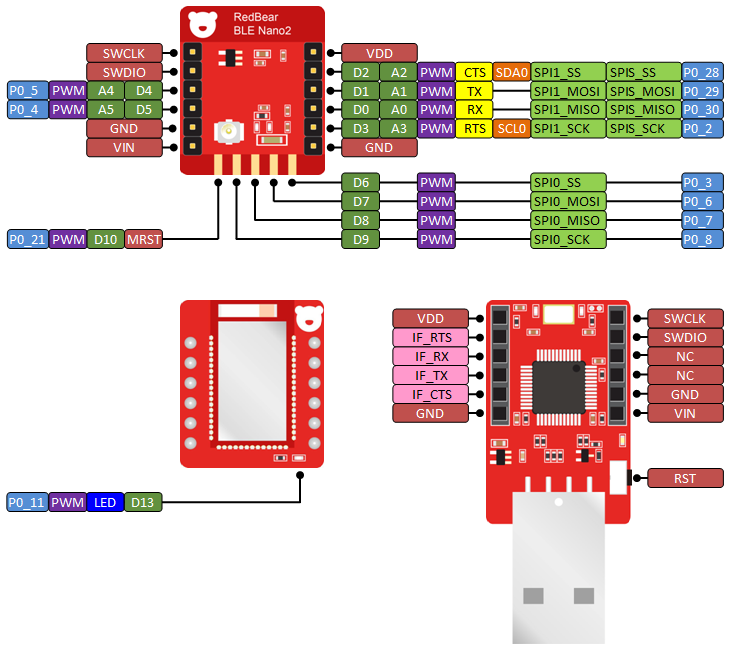 RedBear
BLE Nano2
SWCLK VDD
SWDIO D2 A2 PWM CTS SDA0 SPI1_SS SPIS_SS P0_28
P0_5 PWM A4 D4 D1 A1 PWM TX SPI1_MOSI SPIS_MOSI P0_29
P0_4 PWM A5 D5 D0 A0 PWM RX SPI1_MISO SPIS_MISO P0_30
GND D3 A3 PWM RTS SCL0 SPI1_SCK SPIS_SCK P0_2
VIN GND
D6 PWM SPI0_SS P0_3
D7 PWM SPI0_MOSI P0_6
D8 PWM SPI0_MISO P0_7
P0_21 PWM D10 MRST D9 PWM SPI0_SCK P0_8
VDD SWCLK
IF_RTS SWDIO
IF_RX NC
IF_TX NC
IF_CTS GND
GND VIN
RST
P0_11 PWM LED D13